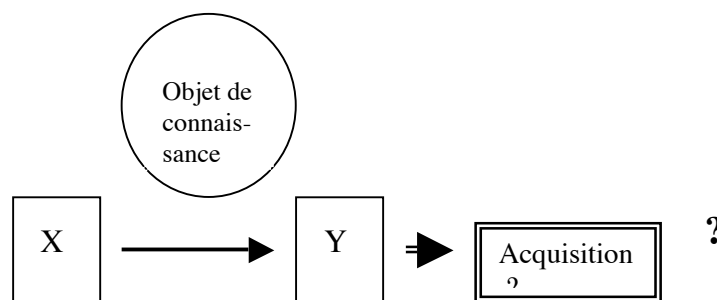 Objet de
connais-
sance
X
Y
Acquisition
?
?